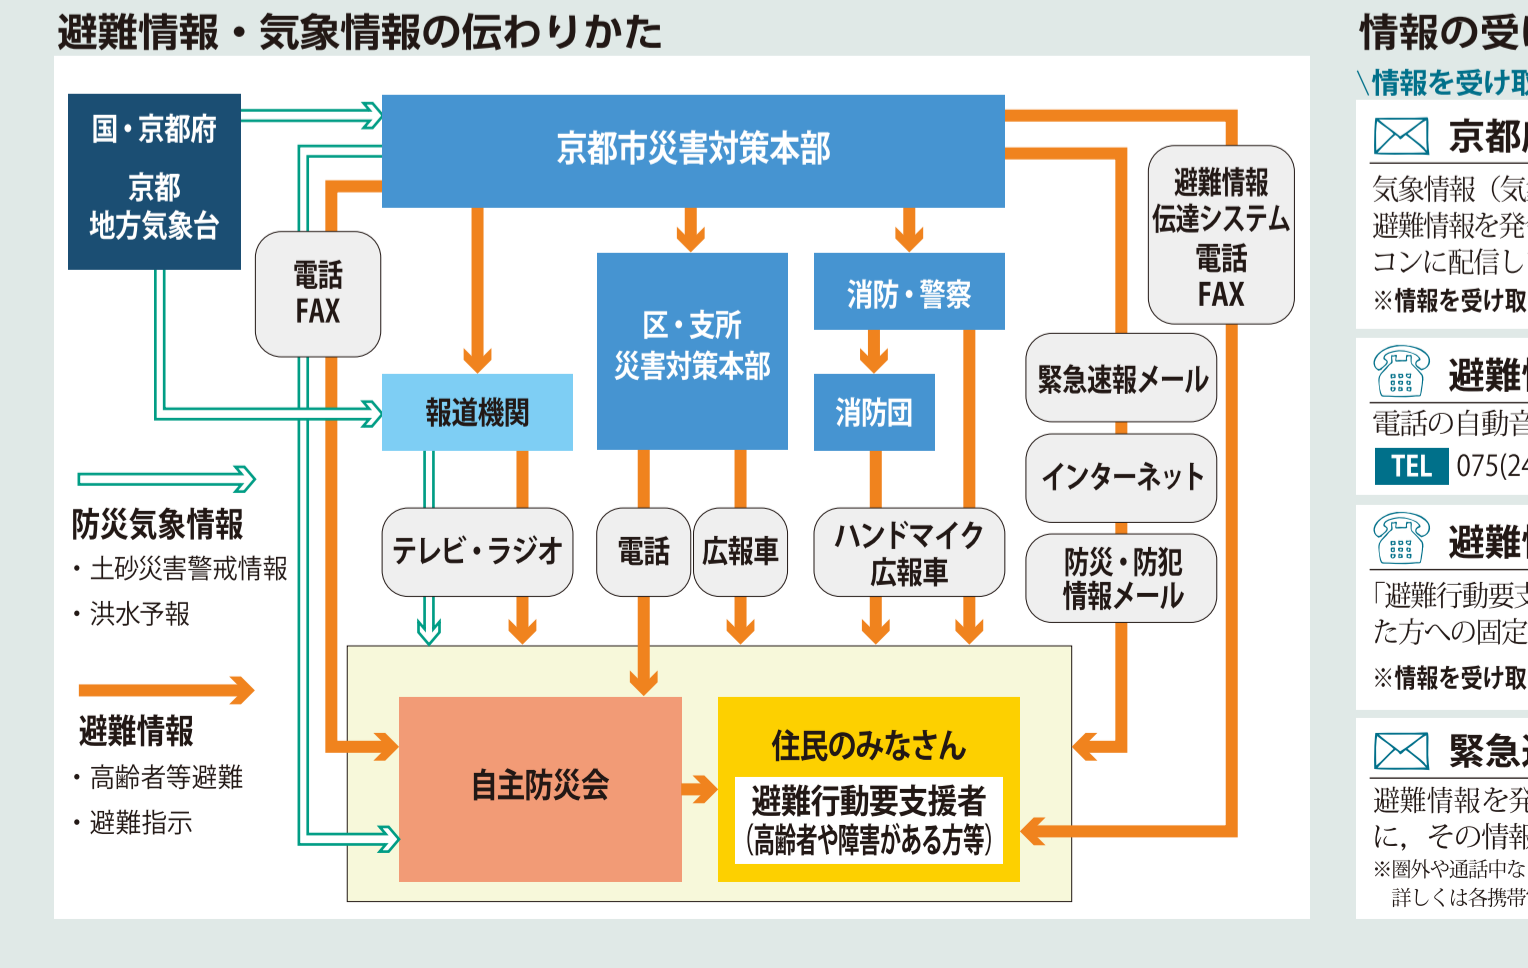 避難情報・気象情報の伝わりかた
国・京都府
京都
地方気象台
京都市災害対策本部
電話
FAX
避難情報
伝達システム
電話
FAX
区・支所
災害対策本部
消防・警察
報道機関
消防団
緊急速報メール
インターネット
防災・防犯
情報メール
テレビ・ラジオ
電話
広報車
ハンドマイク
広報車
防災気象情報
・土砂災害警戒情報
・洪水予報
避難情報
・高齢者等避難
・避難指示
自主防災会
住民のみなさん
避難行動要支援者
(高齢者や障害がある方等)
情報の受
\情報を受け取
京都
気象情報（気
避難情報を発
コンに配信し
※情報を受け取
避難
電話の自動音
TEL 075(24
避難
「避難行動要支
た方への固定
※情報を受け取
緊急
避難情報を発
に，その情報
※圏外や通話中な
詳しくは各携帯